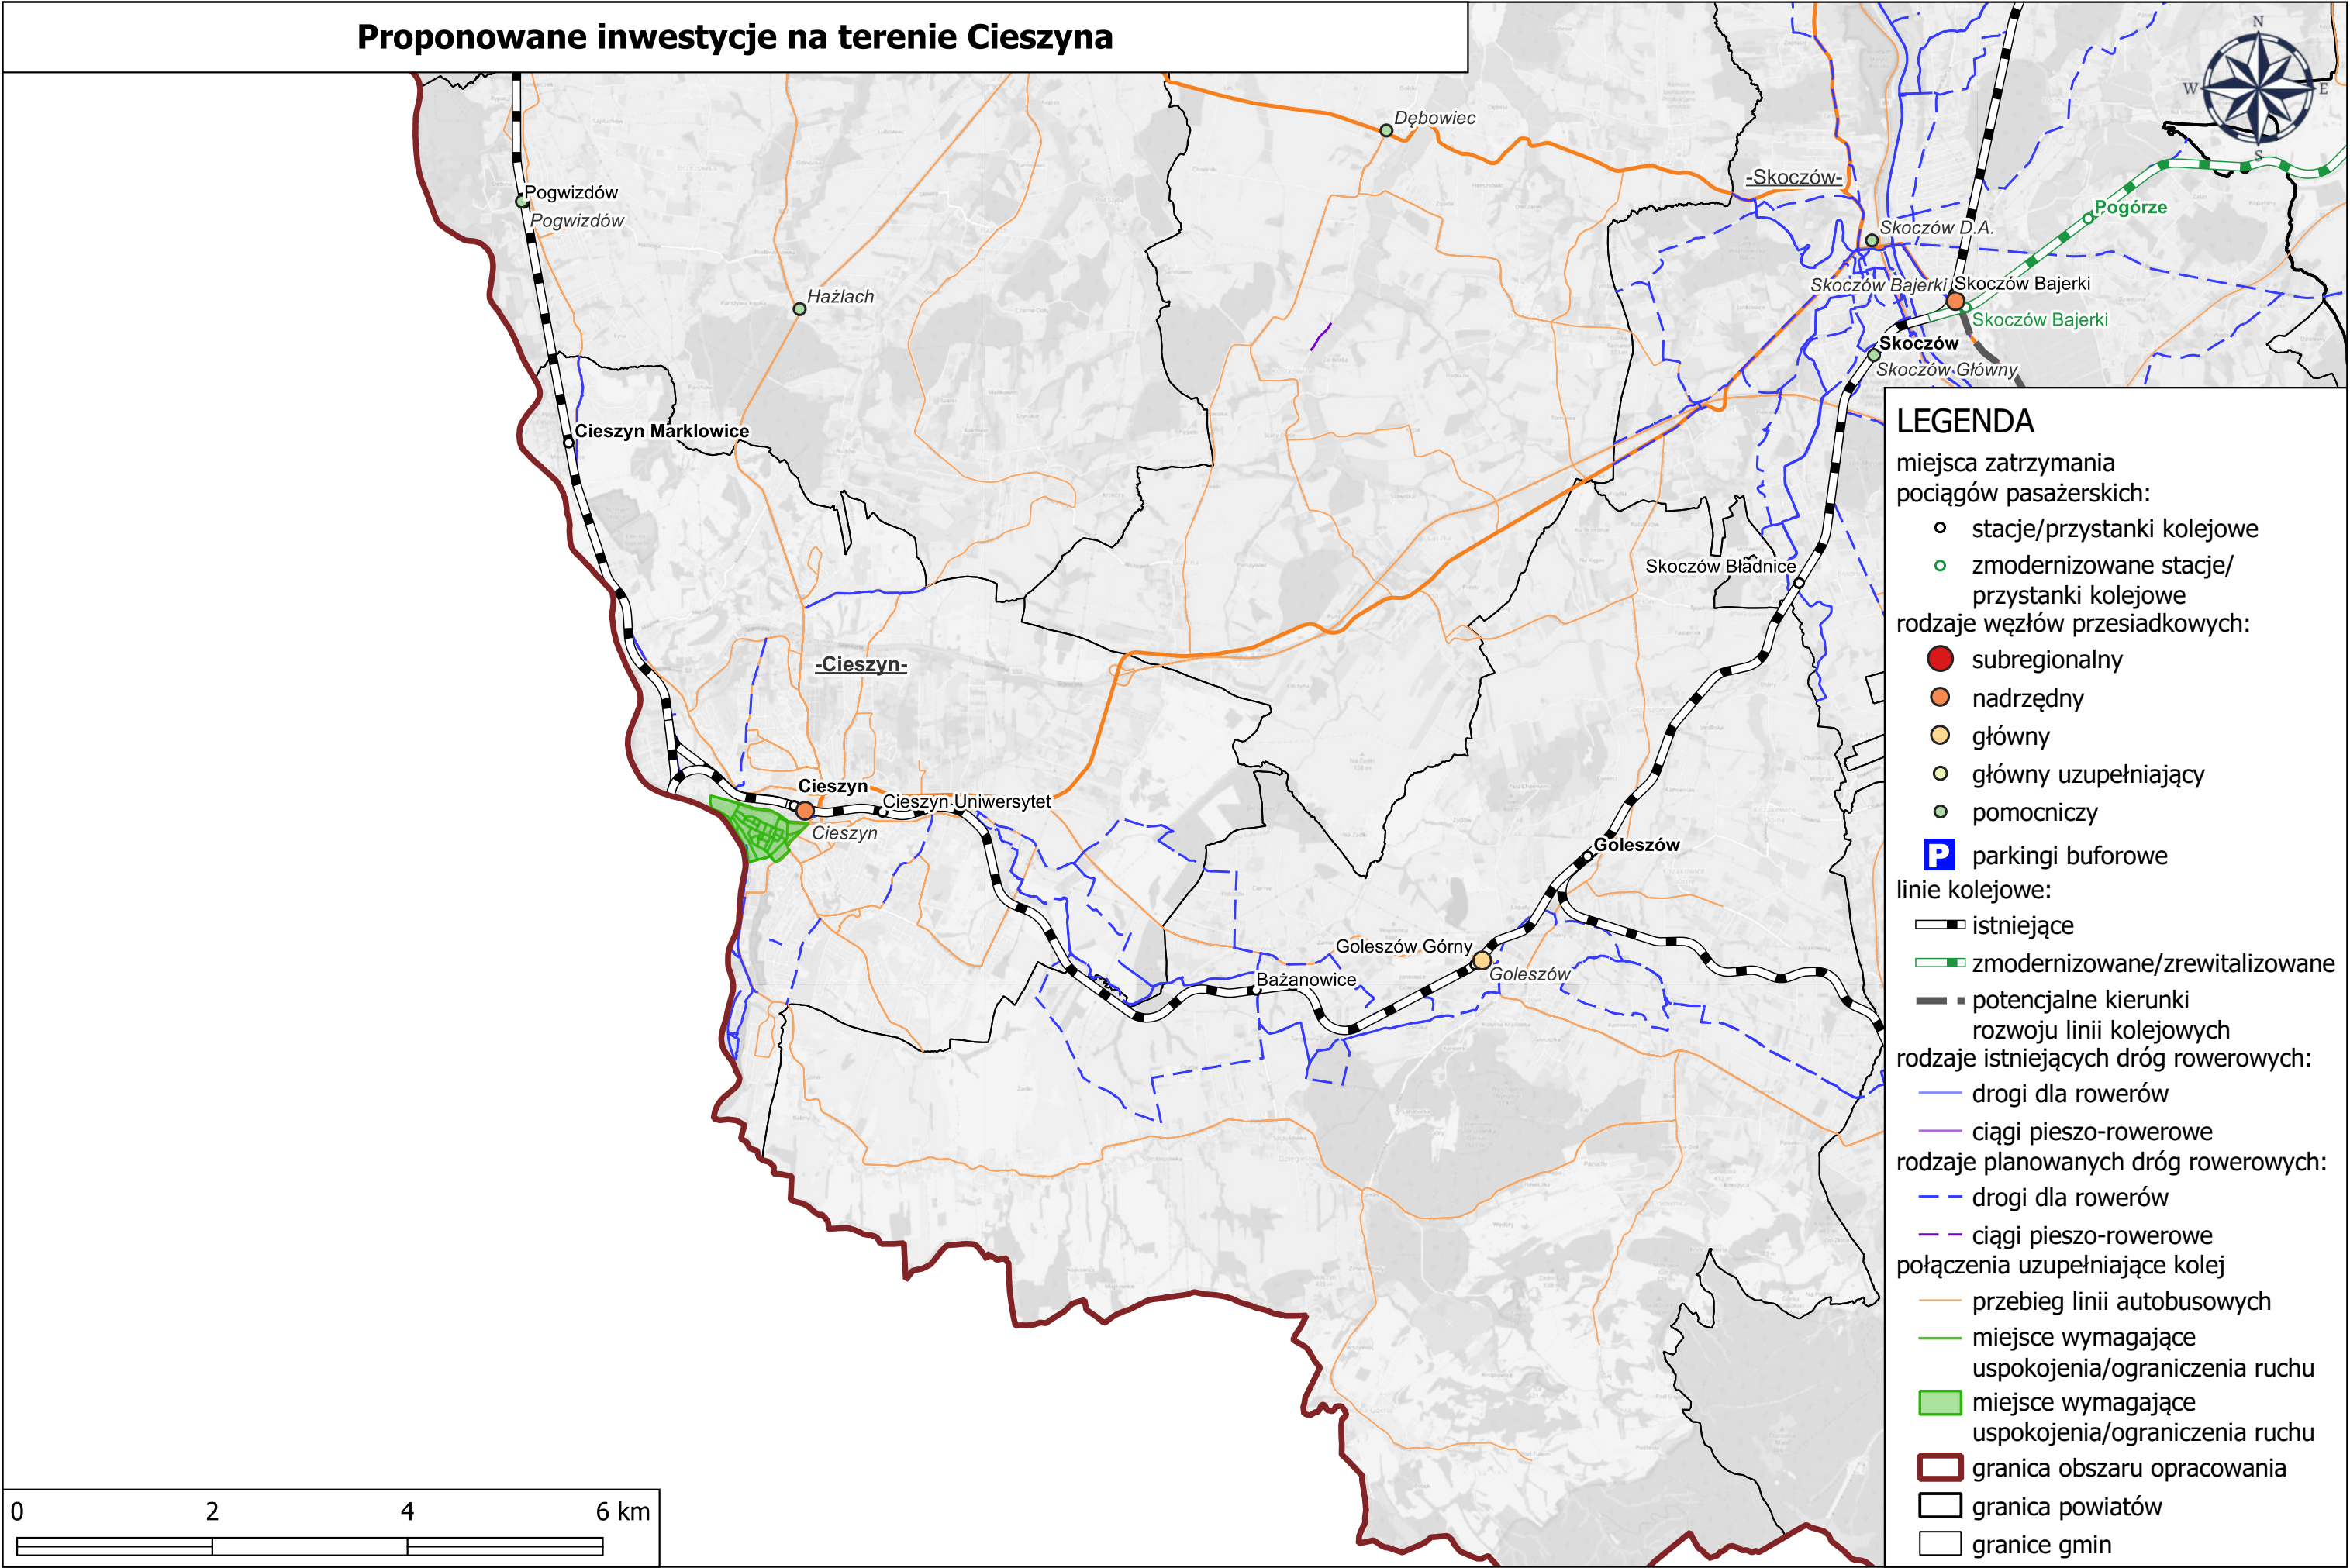 Proponowane inwestycje na terenie Cieszyna
N
W
E
S
Dębowiec
-Skoczów-
Pogwizdów
Pogwizdów
Pogórze
Skoczów D.A.
Hażlach
Skoczów Bajerki
Skoczów Bajerki
Skoczów Bajerki
Skoczów
Skoczów Główny
Cieszyn Marklowice
Skoczów Bładnice
-Cieszyn-
Cieszyn
Cieszyn Uniwersytet
Cieszyn
Goleszów
Goleszów Górny
Goleszów
Bażanowice
LEGENDA
miejsca zatrzymania
pociągów pasażerskich:
stacje/przystanki kolejowe
zmodernizowane stacje/
przystanki kolejowe
rodzaje węzłów przesiadkowych:
subregionalny
nadrzędny
główny
główny uzupełniający
pomocniczy
P parkingi buforowe
linie kolejowe:
istniejące
zmodernizowane/zrewitalizowane
potencjalne kierunki
rozwoju linii kolejowych
rodzaje istniejących dróg rowerowych:
drogi dla rowerów
ciągi pieszo-rowerowe
rodzaje planowanych dróg rowerowych:
drogi dla rowerów
ciągi pieszo-rowerowe
połączenia uzupełniające kolej
przebieg linii autobusowych
miejsce wymagające
uspokojenia/ograniczenia ruchu
miejsce wymagające
uspokojenia/ograniczenia ruchu
granica obszaru opracowania
granica powiatów
granice gmin
0 2 4 6 km